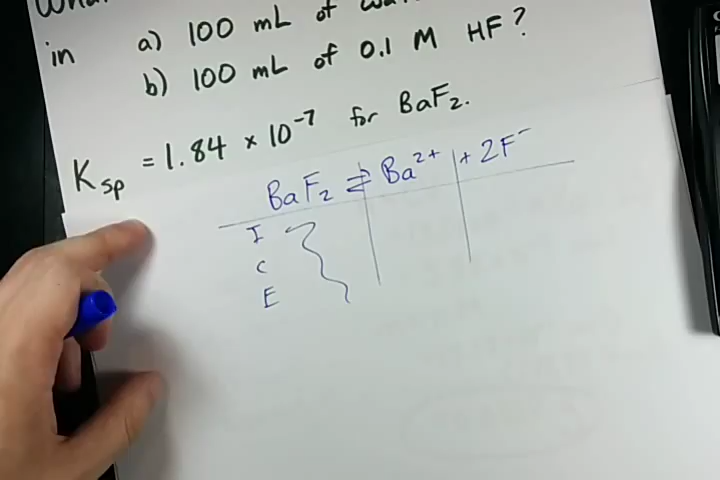 of
in a) 100 mL of
b) 100 mL of 0.1 M HF?
Ksp = 1.84 × 10⁻⁷ for BaF₂.
BaF₂ ⇌ Ba²⁺ + 2F⁻
I
C
E